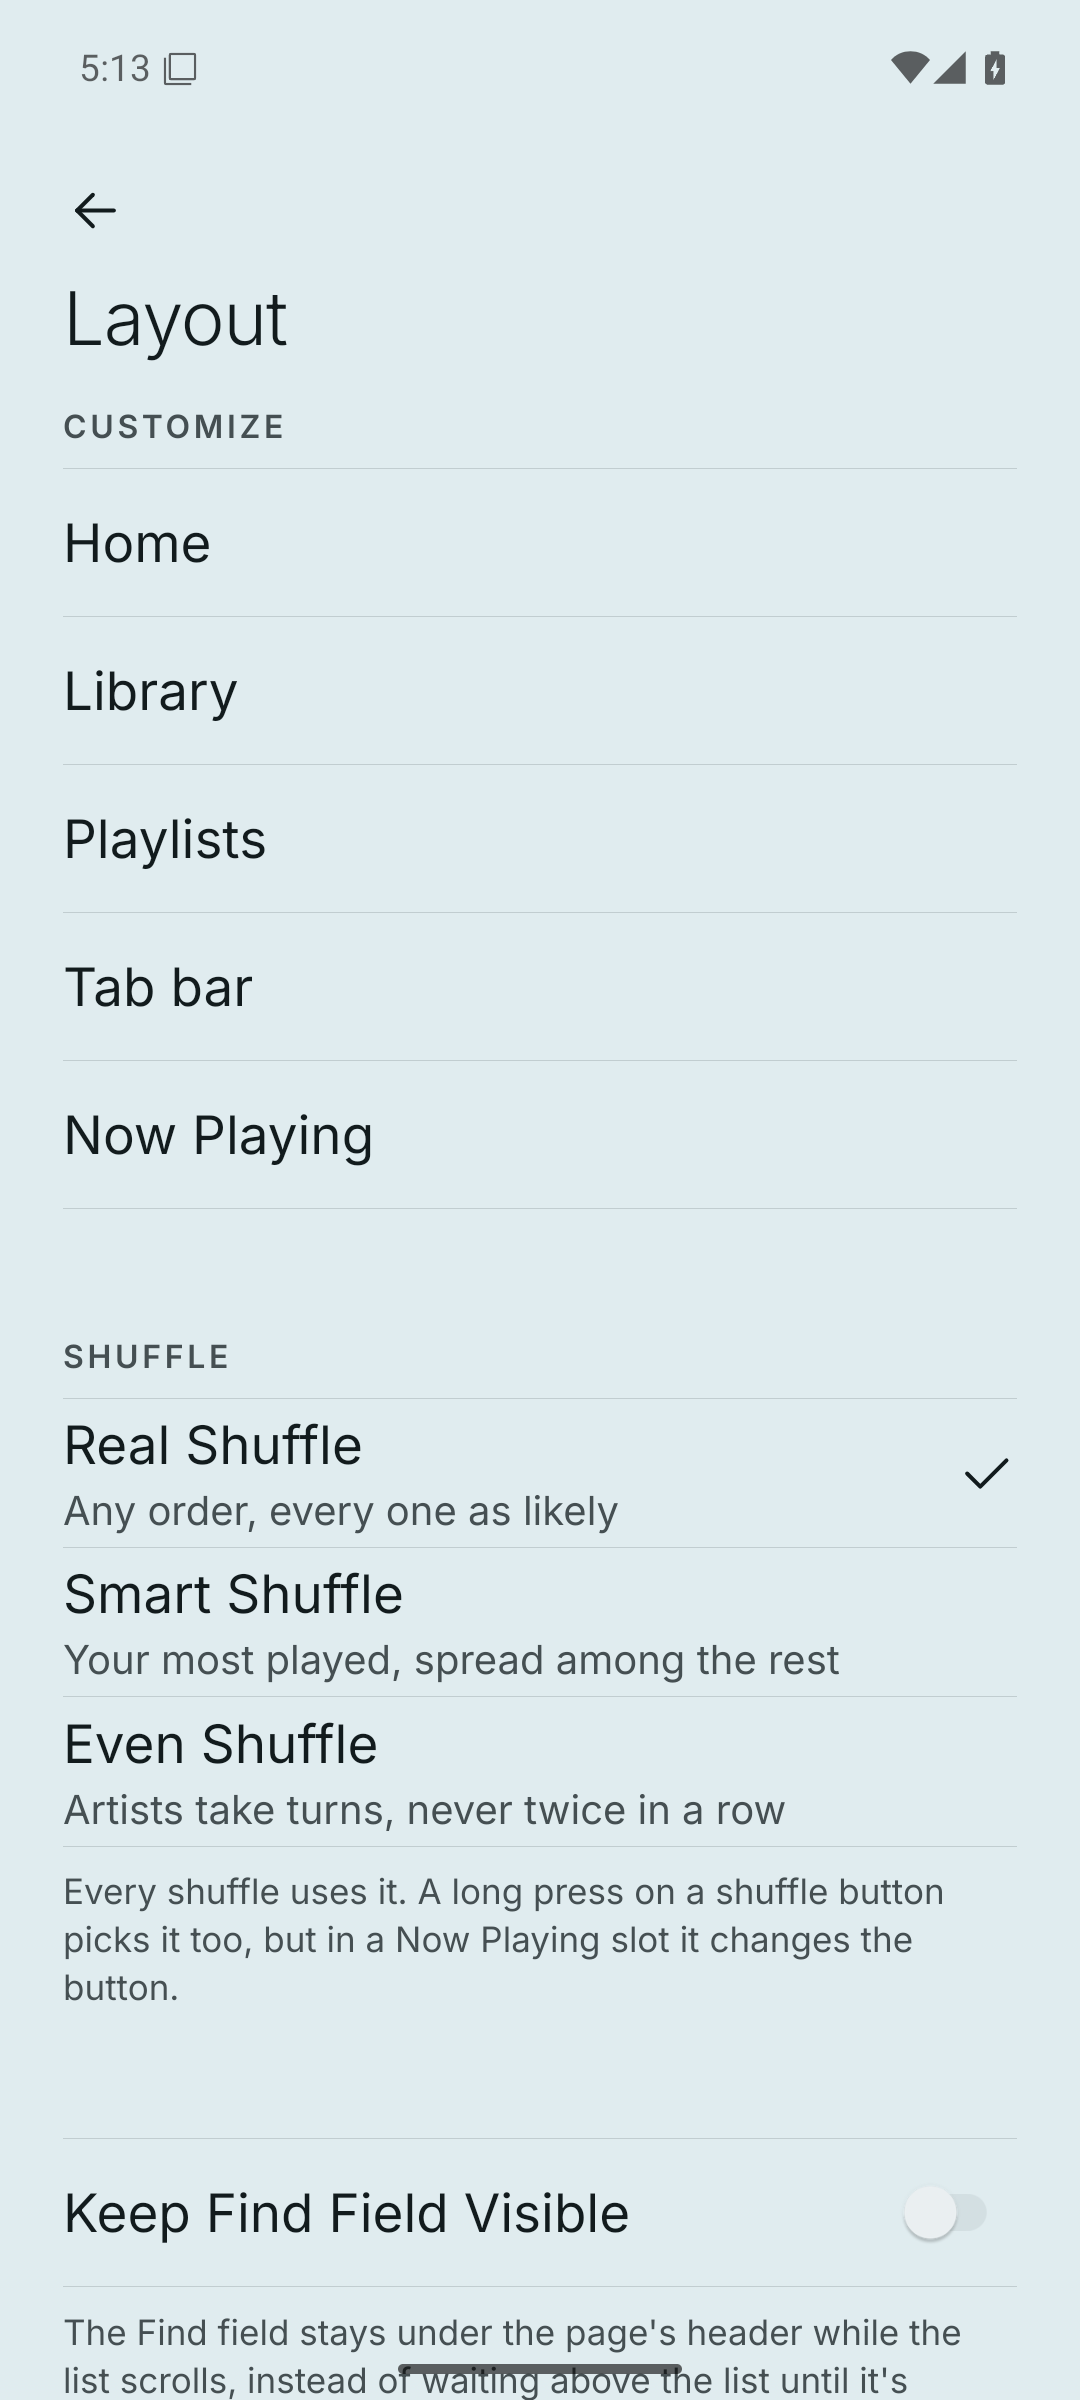 5:13
Layout
CUSTOMIZE
Home
Library
Playlists
Tab bar
Now Playing
SHUFFLE
Real Shuffle
Any order, every one as likely
Smart Shuffle
Your most played, spread among the rest
Even Shuffle
Artists take turns, never twice in a row
Every shuffle uses it. A long press on a shuffle button
picks it too, but in a Now Playing slot it changes the
button.
Keep Find Field Visible
The Find field stays under the page's header while the
list scrolls, instead of waiting above the list until it's